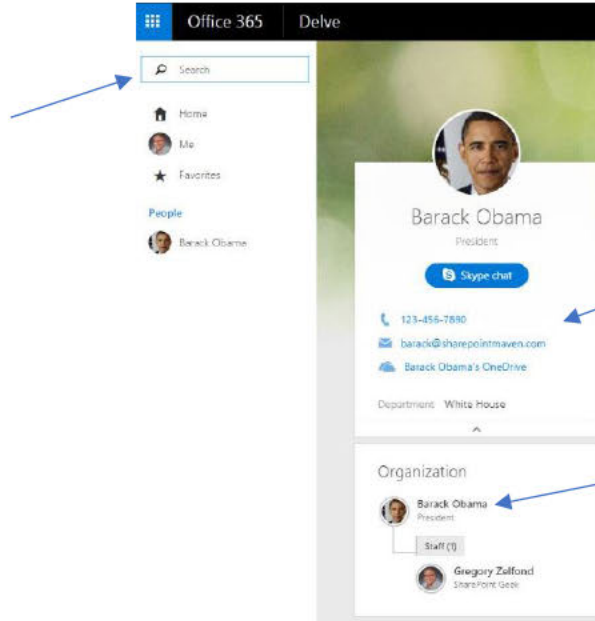 Office 365 Delve
Search
Home
Me
Favorites
People
Barack Obama
Barack Obama
President
Skype chat
123-456-7890
barack@sharepointmaven.com
Barack Obama's OneDrive
Department White House
Organization
Barack Obama
President
Staff (1)
Gregory Zelfond
SharePoint Geek